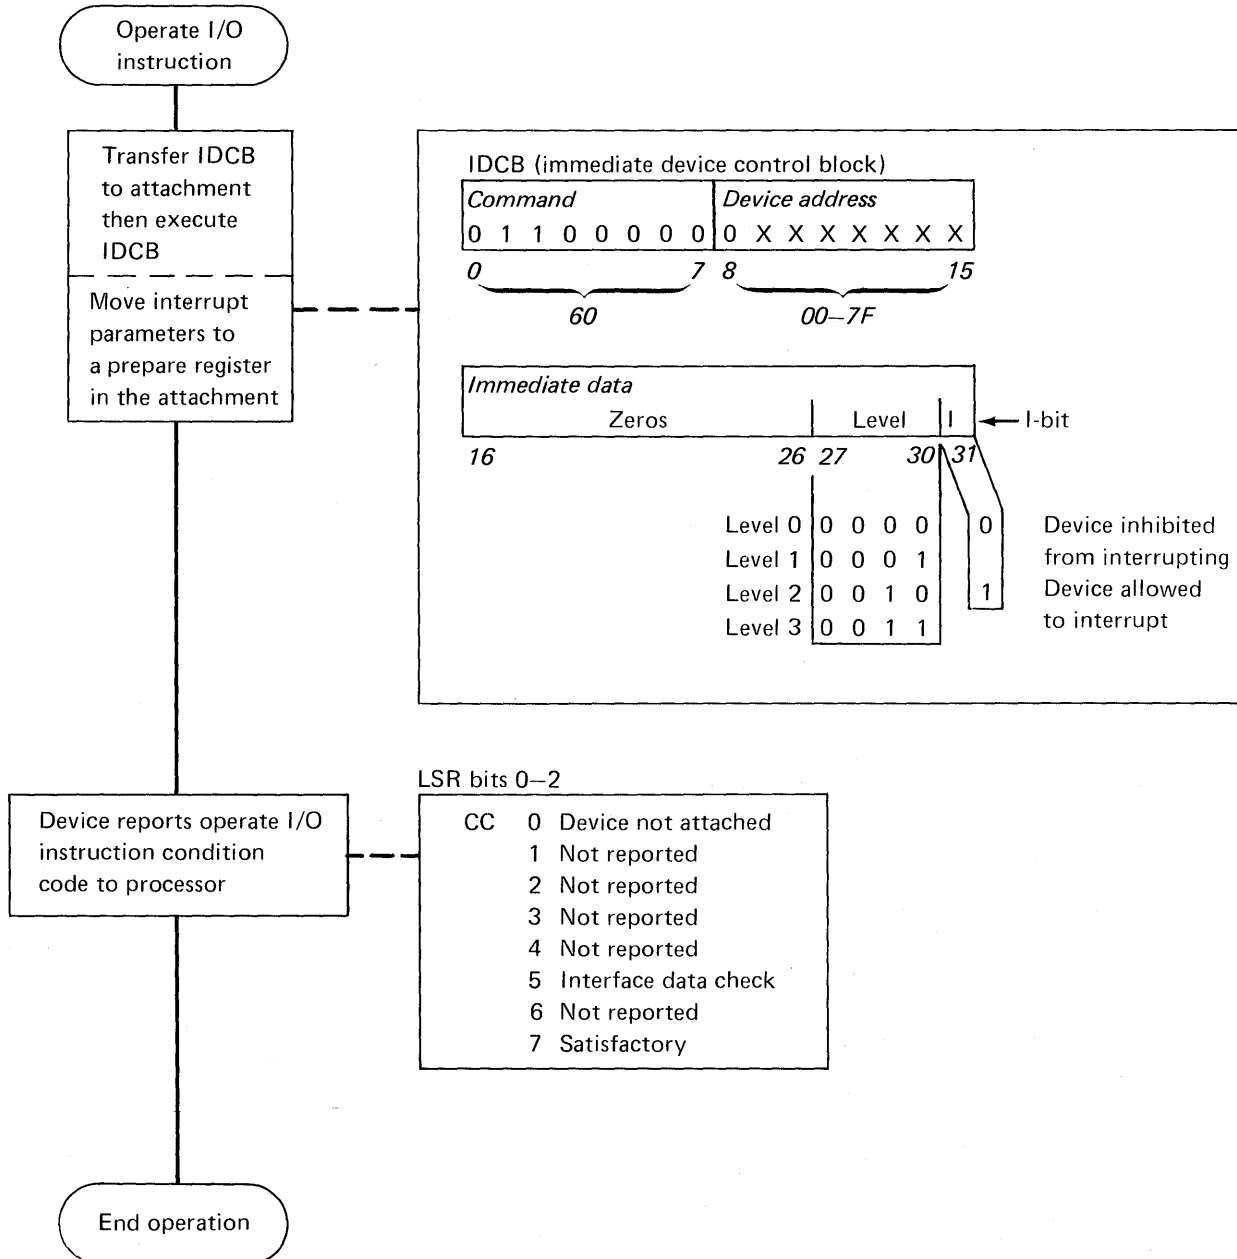 Operate I/O
instruction
Transfer IDCB
to attachment
then execute
IDCB
Move interrupt
parameters to
a prepare register
in the attachment
IDCB (immediate device control block)
Command Device address
0 1 1 0 0 0 0 0 0 X X X X X X X
0 7 8 15
60 00–7F
Immediate data
Zeros Level I I-bit
16 26 27 30 31
Level 0 0 0 0 0 0 Device inhibited
Level 1 0 0 0 1 from interrupting
Level 2 0 0 1 0 1 Device allowed
Level 3 0 0 1 1 to interrupt
LSR bits 0–2
Device reports operate I/O
instruction condition
code to processor
CC 0 Device not attached
1 Not reported
2 Not reported
3 Not reported
4 Not reported
5 Interface data check
6 Not reported
7 Satisfactory
End operation